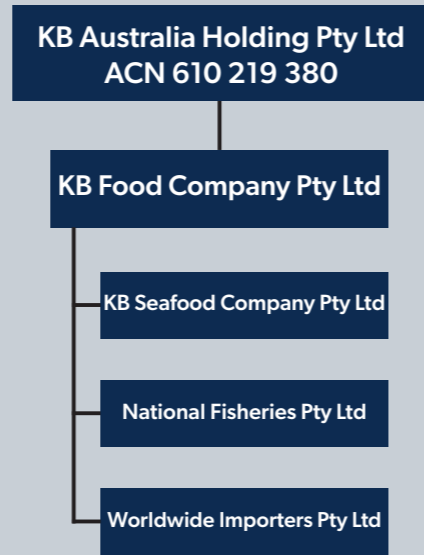 KB Australia Holding Pty Ltd
ACN 610 219 380
KB Food Company Pty Ltd
KB Seafood Company Pty Ltd
National Fisheries Pty Ltd
Worldwide Importers Pty Ltd